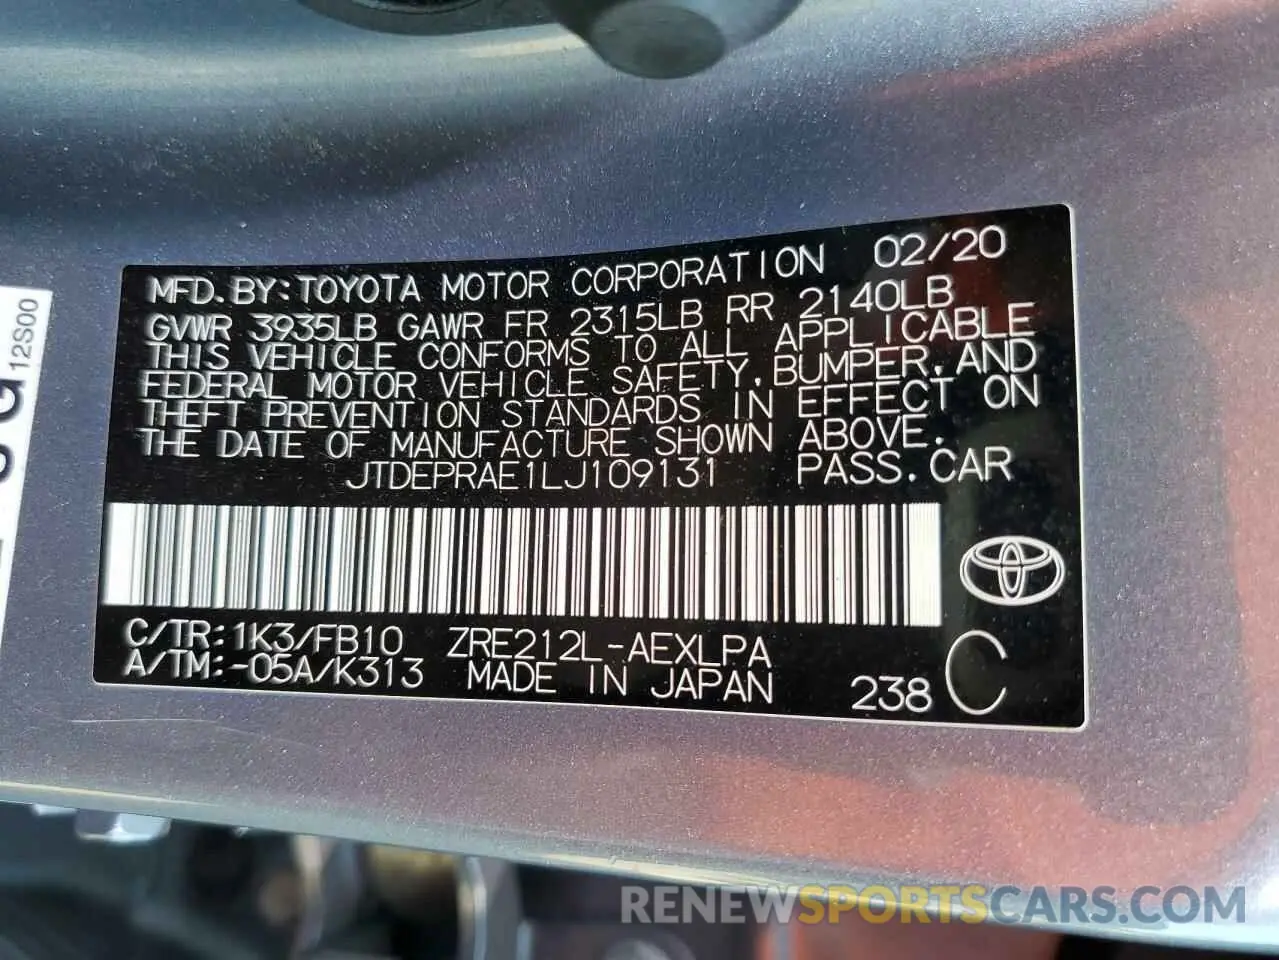 MFD. BY: TOYOTA MOTOR CORPORATION 02/20
GVWR 3935LB GAWR FR 2315LB RR 2140LB
THIS VEHICLE CONFORMS TO ALL APPLICABLE
FEDERAL MOTOR VEHICLE SAFETY, BUMPER, AND
THEFT PREVENTION STANDARDS IN EFFECT ON
THE DATE OF MANUFACTURE SHOWN ABOVE.
JTDEPRAE1LJ109131 PASS. CAR
C/TR: 1K3/FB10 ZRE212L-AEXLPA
A/TM: -05A/K313 MADE IN JAPAN 238 C
12S00
RENEWSPORTSCARS.COM